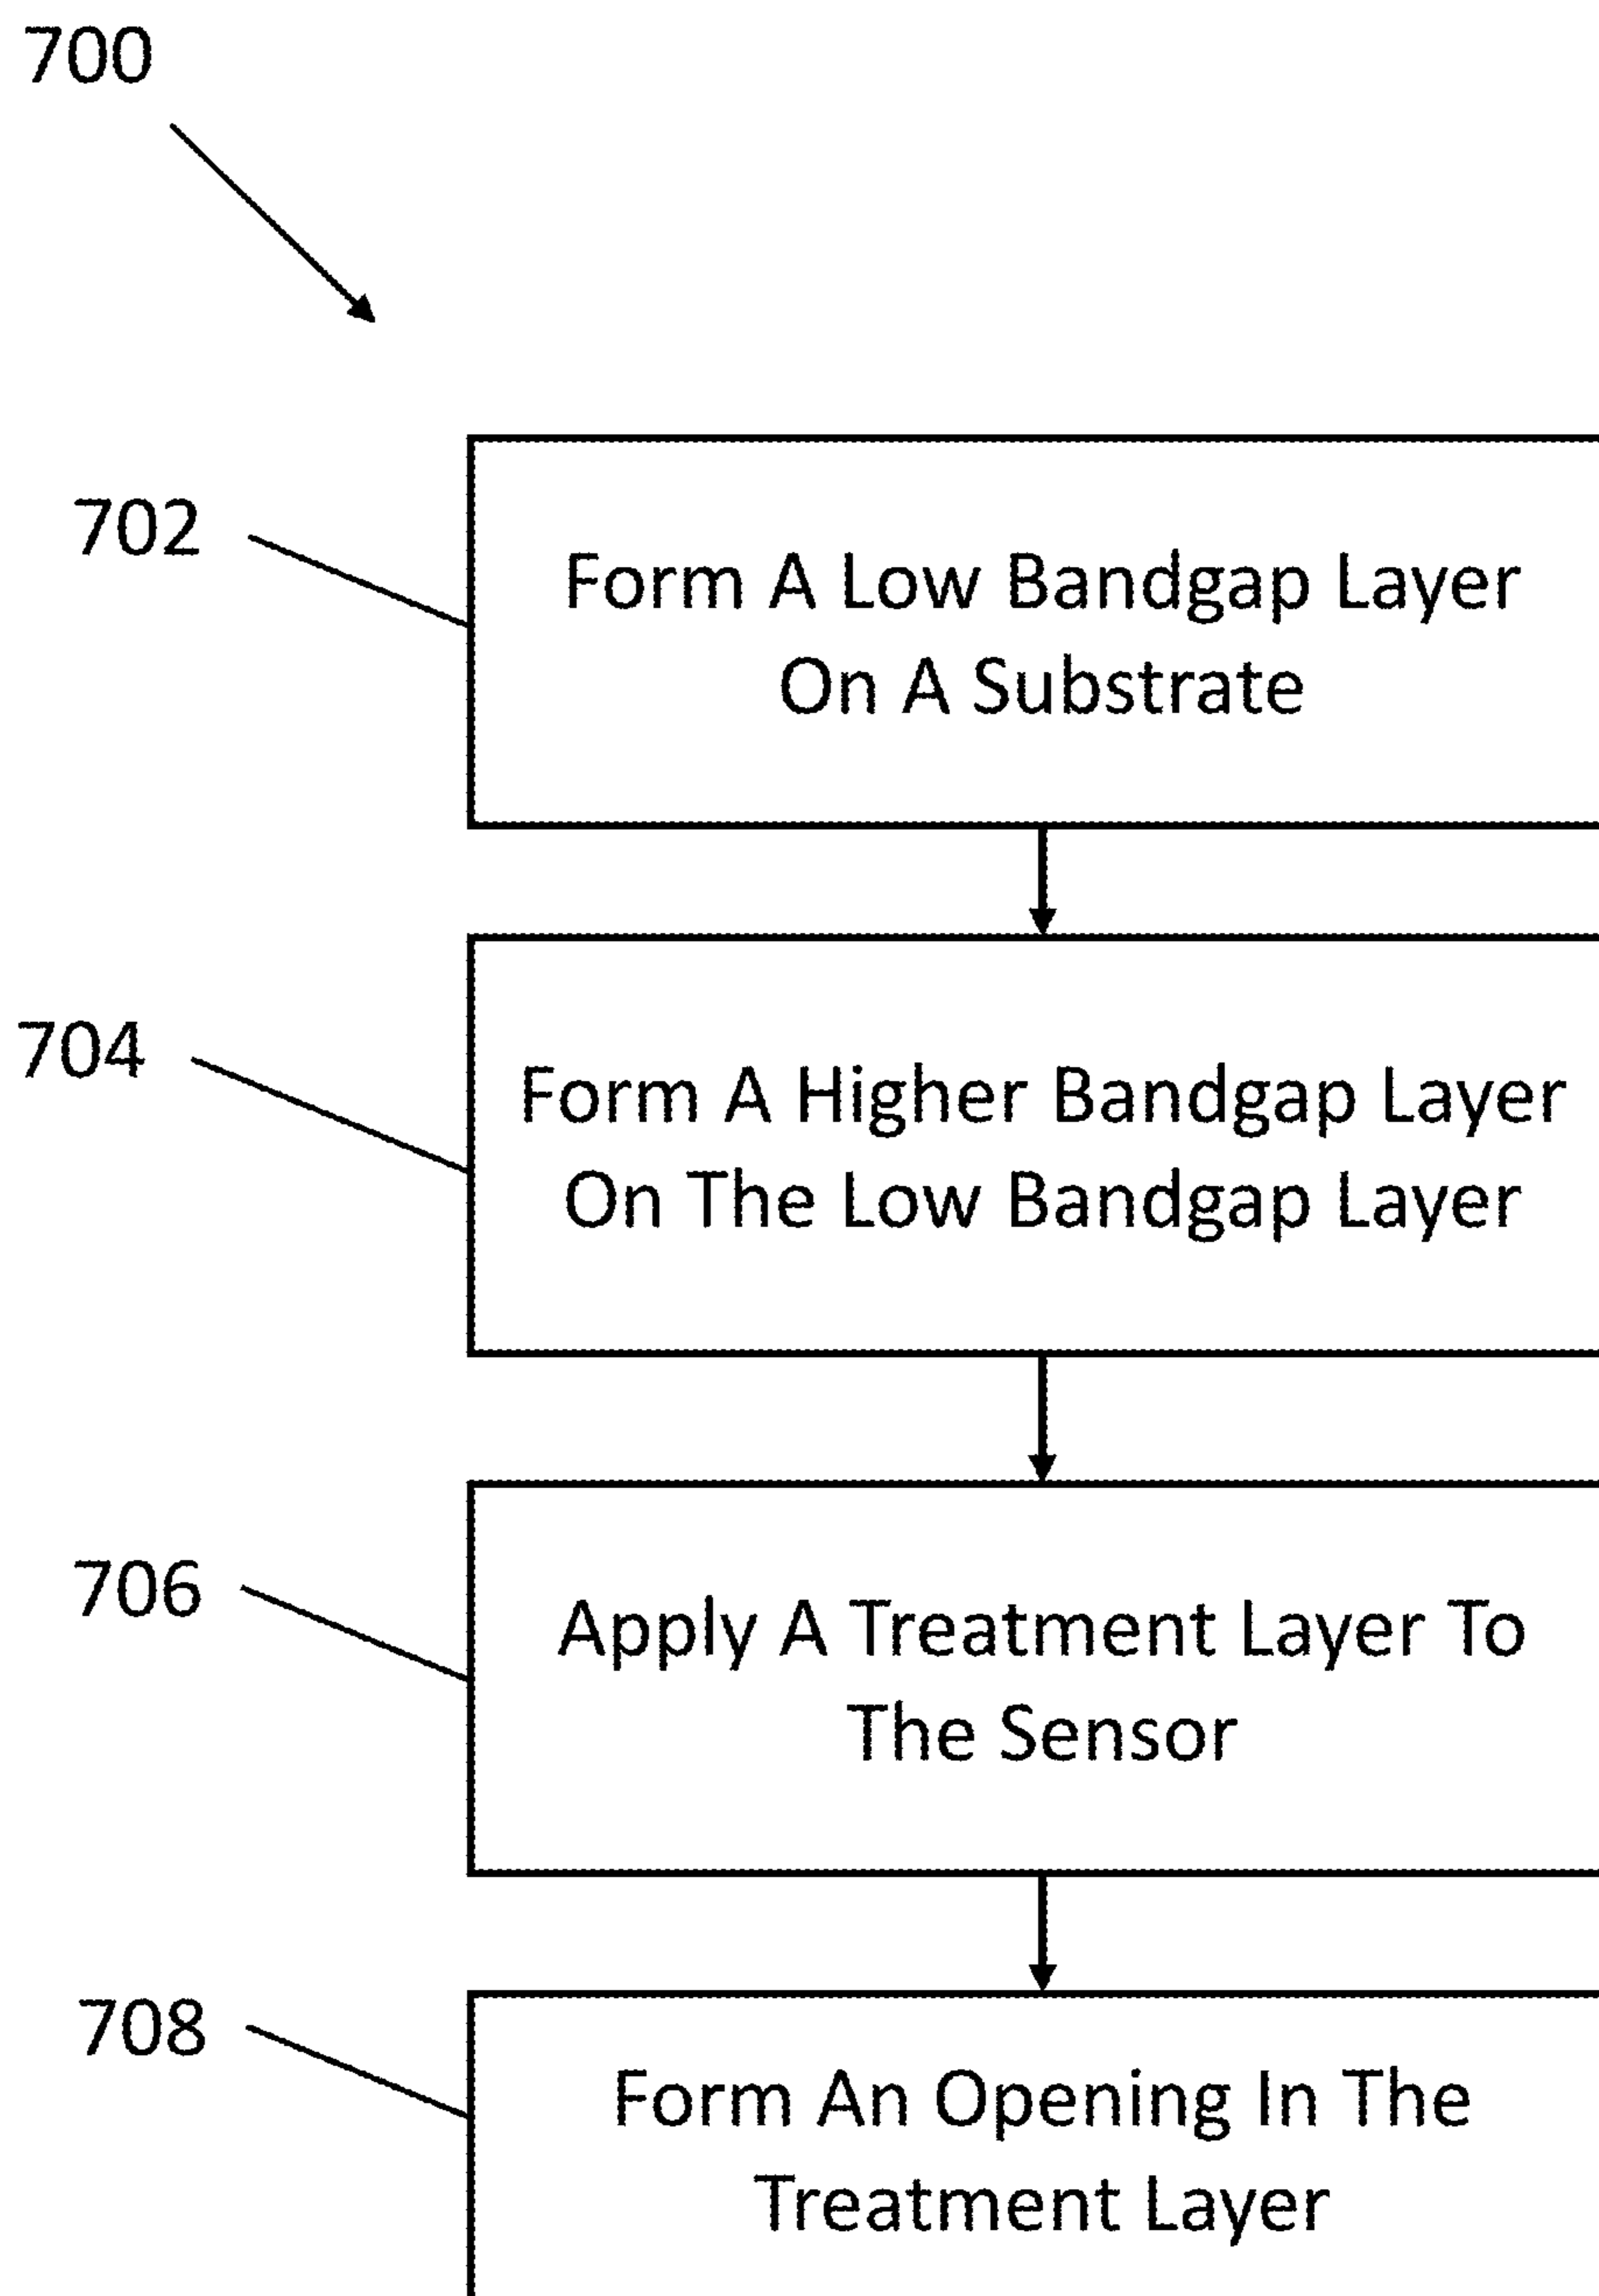 700
702
Form A Low Bandgap Layer
On A Substrate
704
Form A Higher Bandgap Layer
On The Low Bandgap Layer
706
Apply A Treatment Layer To
The Sensor
708
Form An Opening In The
Treatment Layer